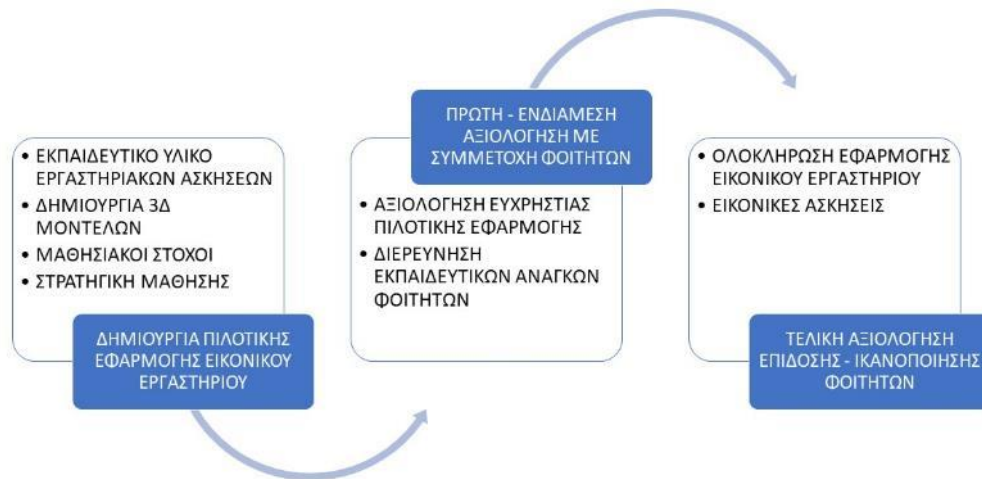 • ΕΚΠΑΙΔΕΥΤΙΚΟ ΥΛΙΚΟ
ΕΡΓΑΣΤΗΡΙΑΚΩΝ ΑΣΚΗΣΕΩΝ
• ΔΗΜΙΟΥΡΓΙΑ 3Δ
ΜΟΝΤΕΛΩΝ
• ΜΑΘΗΣΙΑΚΟΙ ΣΤΟΧΟΙ
• ΣΤΡΑΤΗΓΙΚΗ ΜΑΘΗΣΗΣ
ΔΗΜΙΟΥΡΓΙΑ ΠΙΛΟΤΙΚΗΣ
ΕΦΑΡΜΟΓΗΣ ΕΙΚΟΝΙΚΟΥ
ΕΡΓΑΣΤΗΡΙΟΥ
ΠΡΩΤΗ - ΕΝΔΙΑΜΕΣΗ
ΑΞΙΟΛΟΓΗΣΗ ΜΕ
ΣΥΜΜΕΤΟΧΗ ΦΟΙΤΗΤΩΝ
• ΑΞΙΟΛΟΓΗΣΗ ΕΥΧΡΗΣΤΙΑΣ
ΠΙΛΟΤΙΚΗΣ ΕΦΑΡΜΟΓΗΣ
• ΔΙΕΡΕΥΝΗΣΗ
ΕΚΠΑΙΔΕΥΤΙΚΩΝ ΑΝΑΓΚΩΝ
ΦΟΙΤΗΤΩΝ
• ΟΛΟΚΛΗΡΩΣΗ ΕΦΑΡΜΟΓΗΣ
ΕΙΚΟΝΙΚΟΥ ΕΡΓΑΣΤΗΡΙΟΥ
• ΕΙΚΟΝΙΚΕΣ ΑΣΚΗΣΕΙΣ
ΤΕΛΙΚΗ ΑΞΙΟΛΟΓΗΣΗ
ΕΠΙΔΟΣΗΣ - ΙΚΑΝΟΠΟΙΗΣΗΣ
ΦΟΙΤΗΤΩΝ